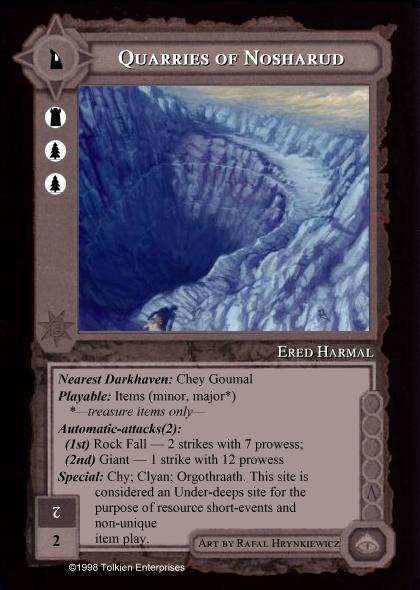 QUARRIES OF NOSHARUD
ERED HARMAL
Nearest Darkhaven: Chey Goumal
Playable: Items (minor, major*)
*—treasure items only—
Automatic-attacks(2):
(1st) Rock Fall — 2 strikes with 7 prowess;
(2nd) Giant — 1 strike with 12 prowess
Special: Chy; Clyan; Orgothraath. This site is
considered an Under-deeps site for the
purpose of resource short-events and
non-unique
item play.
2
2
ART BY RAFAL HRYNKIEWICZ
©1998 Tolkien Enterprises